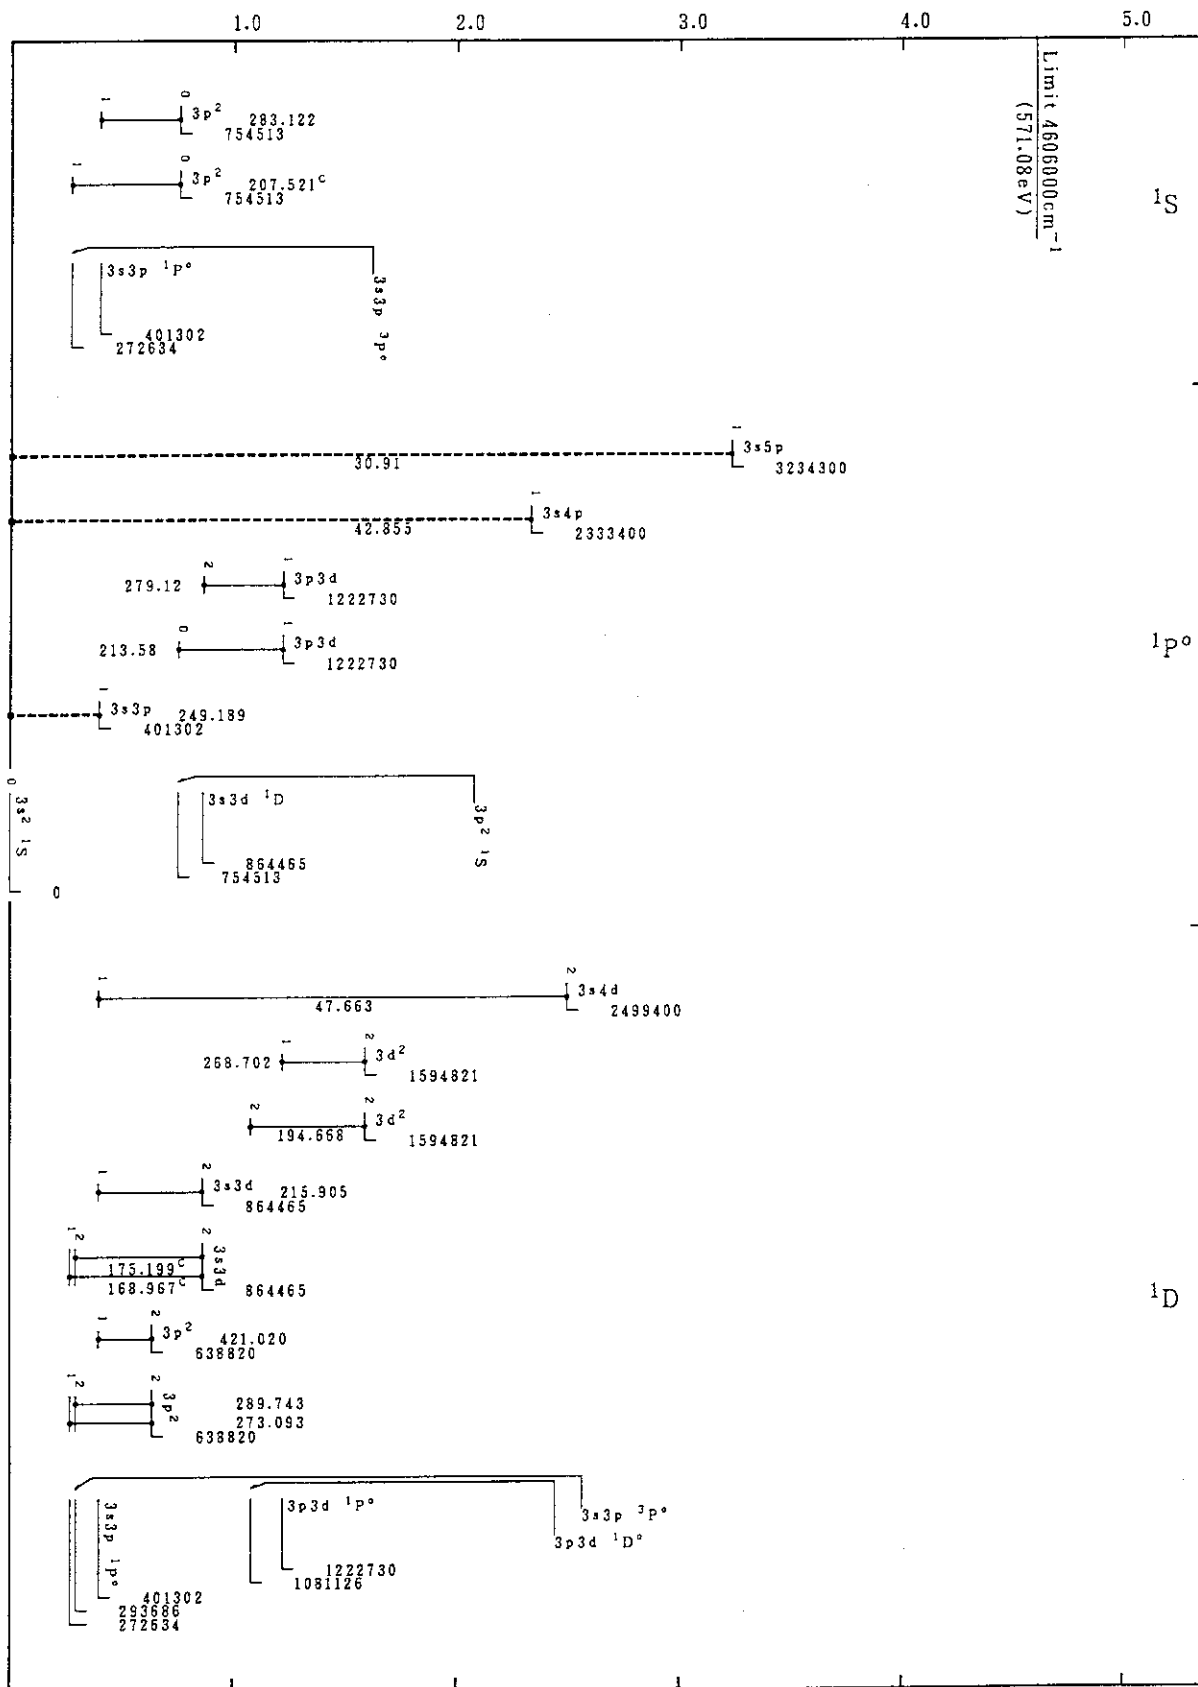 1.0 2.0 3.0 4.0 5.0
Limit 4606000cm⁻¹
(571.08eV)
¹S
1 0 3p² 283.122
754513
1 0 3p² 207.521ᶜ
754513
3s3p ¹P°
3s3p ³P°
401302
272634
1 3s5p
30.91
3234300
1 3s4p
42.855
2333400
2 1 3p3d
279.12
1222730
¹P°
0 1 3p3d
213.58
1222730
1 3s3p 249.189
401302
0 3s² ¹S
0
3s3d ¹D
3p² ¹S
864465
754513
1 2 3s4d
47.663
2499400
1 2 3d²
268.702
1594821
2 2 3d²
194.668
1594821
1 2 3s3d 215.905
864465
¹D
1 2 2 3s3d
175.199ᶜ
168.967ᶜ
864465
1 2 3p² 421.020
638820
1 2 2 3p²
289.743
273.093
638820
3s3p ¹P°
3p3d ¹P°
3s3p ³P°
3p3d ¹D°
1222730
1081126
401302
293686
272634